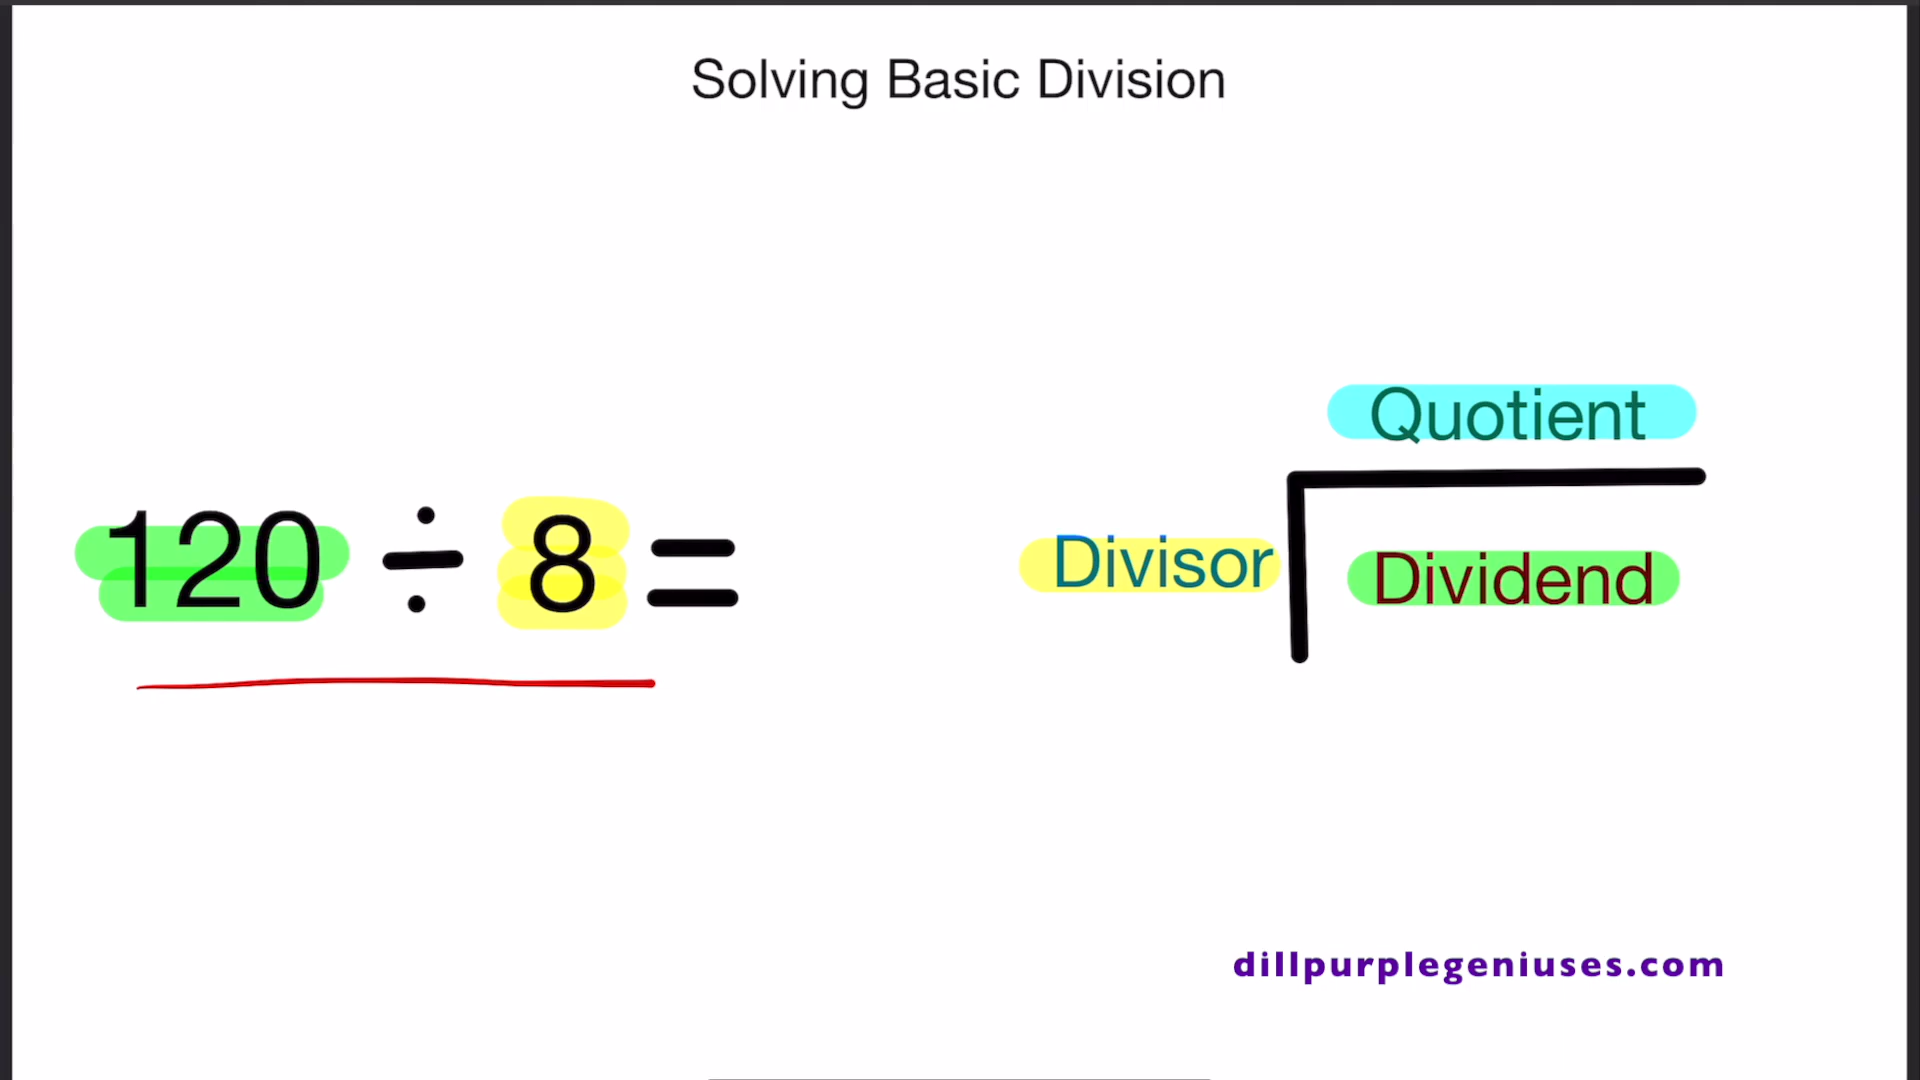 Solving Basic Division
120 ÷ 8 =
Quotient
Divisor
Dividend
dillpurplegeniuses.com